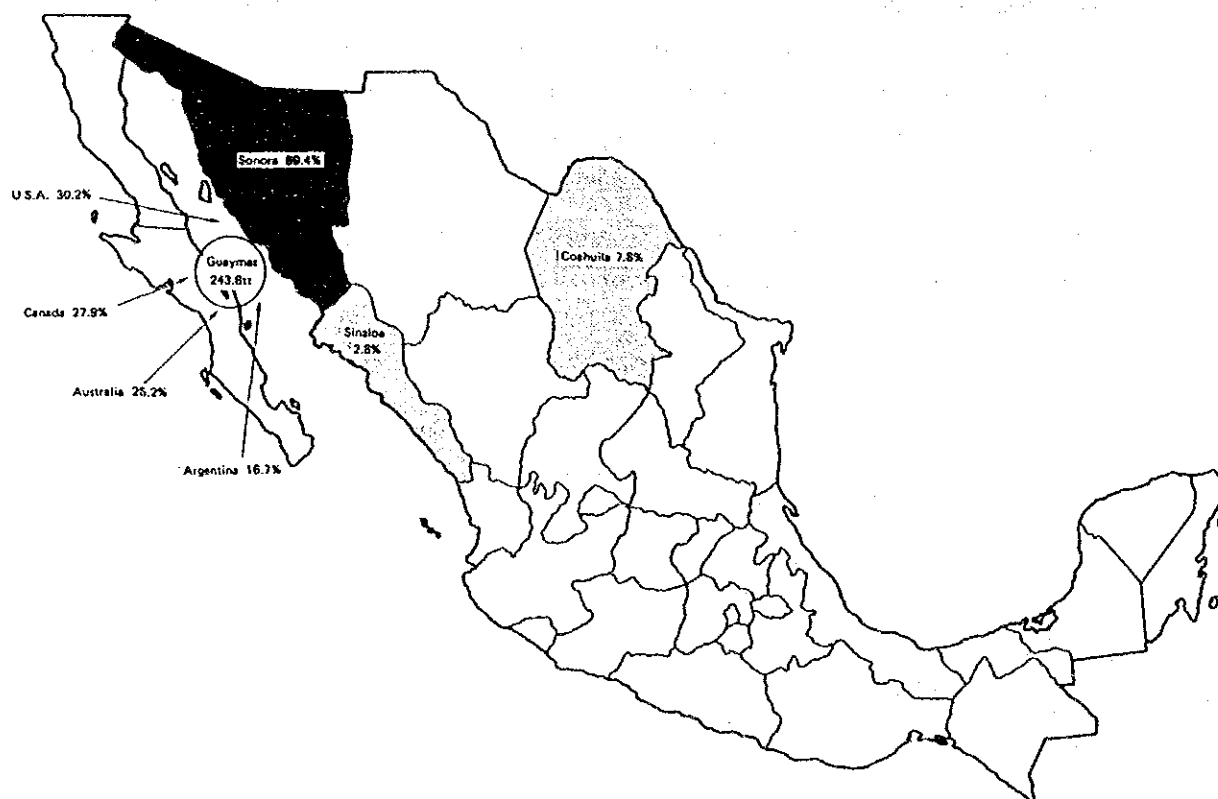 Sonora 89.4%
U.S.A. 30.2%
Guaymas
243.8tt
Coahuila 7.8%
Canada 27.9%
Sinaloa
2.8%
Australia 25.2%
Argentina 16.7%